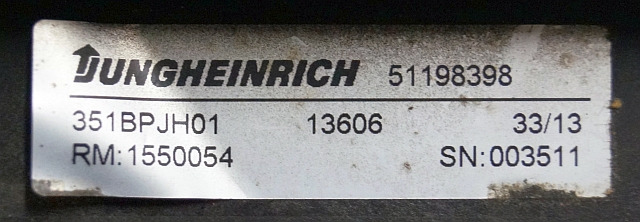 JUNGHEINRICH 51198398
351BPJH01 13606 33/13
RM:1550054 SN:003511